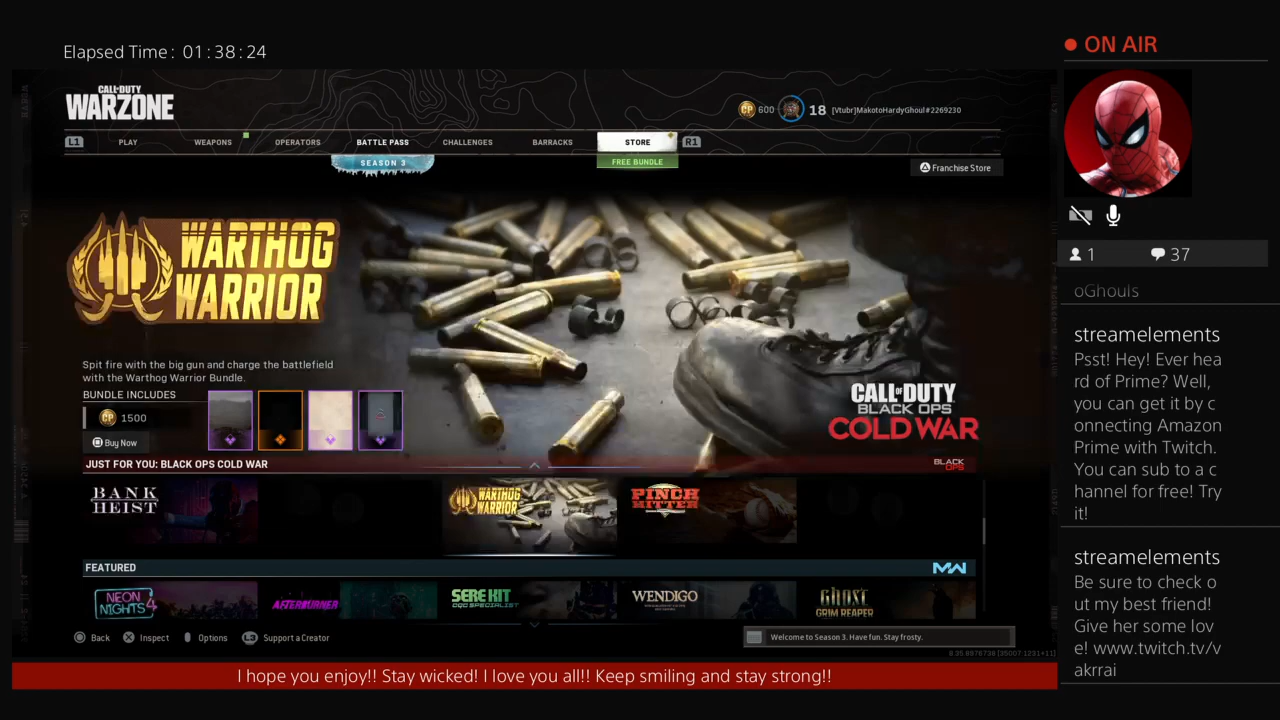 Elapsed Time: 01:38:24
ON AIR
CALL OF DUTY
WARZONE
CP 600 18 [Vtubr]MakotoHardyGhoul#2269230
L1 PLAY WEAPONS OPERATORS BATTLE PASS CHALLENGES BARRACKS STORE R1
SEASON 3 FREE BUNDLE
Franchise Store
WARTHOG
WARRIOR
Spit fire with the big gun and charge the battlefield
with the Warthog Warrior Bundle.
BUNDLE INCLUDES
CP 1500
Buy Now
CALL OF DUTY
BLACK OPS
COLD WAR
JUST FOR YOU: BLACK OPS COLD WAR
BLACK
OPS
BANK
HEIST
WARTHOG
WARRIOR
PINCH
HITTER
FEATURED
MW
NEON
NIGHTS 4
AFTERBURNER
SERE KIT
CQC SPECIALIST
WENDIGO
GHOST
GRIM REAPER
Back Inspect Options L3 Support a Creator
Welcome to Season 3. Have fun. Stay frosty.
I hope you enjoy!! Stay wicked! I love you all!! Keep smiling and stay strong!!
1 37
oGhouls
streamelements
Psst! Hey! Ever hea
rd of Prime? Well,
you can get it by c
onnecting Amazon
Prime with Twitch.
You can sub to a c
hannel for free! Try
it!
streamelements
Be sure to check o
ut my best friend!
Give her some lov
e! www.twitch.tv/v
akrrai